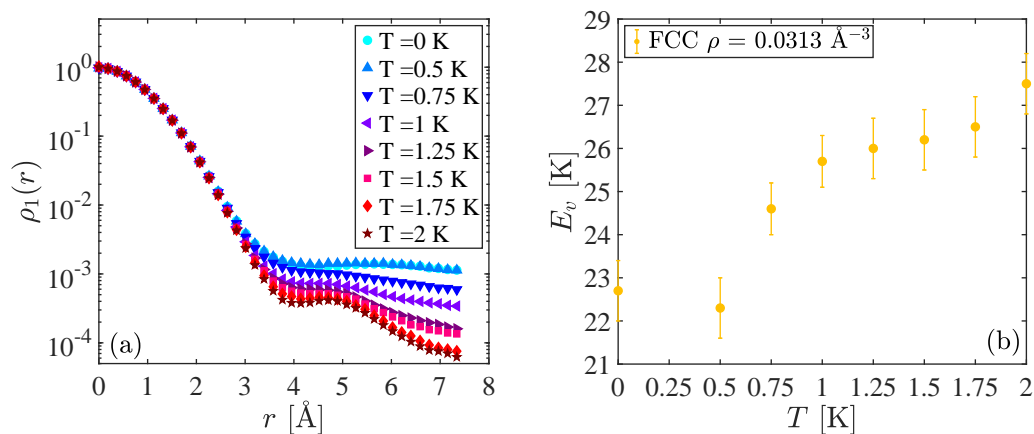 10^0
10^-1
10^-2
10^-3
10^-4
ρ₁(r)
(a)
T =0 K
T =0.5 K
T =0.75 K
T =1 K
T =1.25 K
T =1.5 K
T =1.75 K
T =2 K
0 1 2 3 4 5 6 7 8
r [Å]
29
28
27
26
25
24
23
22
21
E_v [K]
FCC ρ = 0.0313 Å⁻³
(b)
0 0.25 0.5 0.75 1 1.25 1.5 1.75 2
T [K]